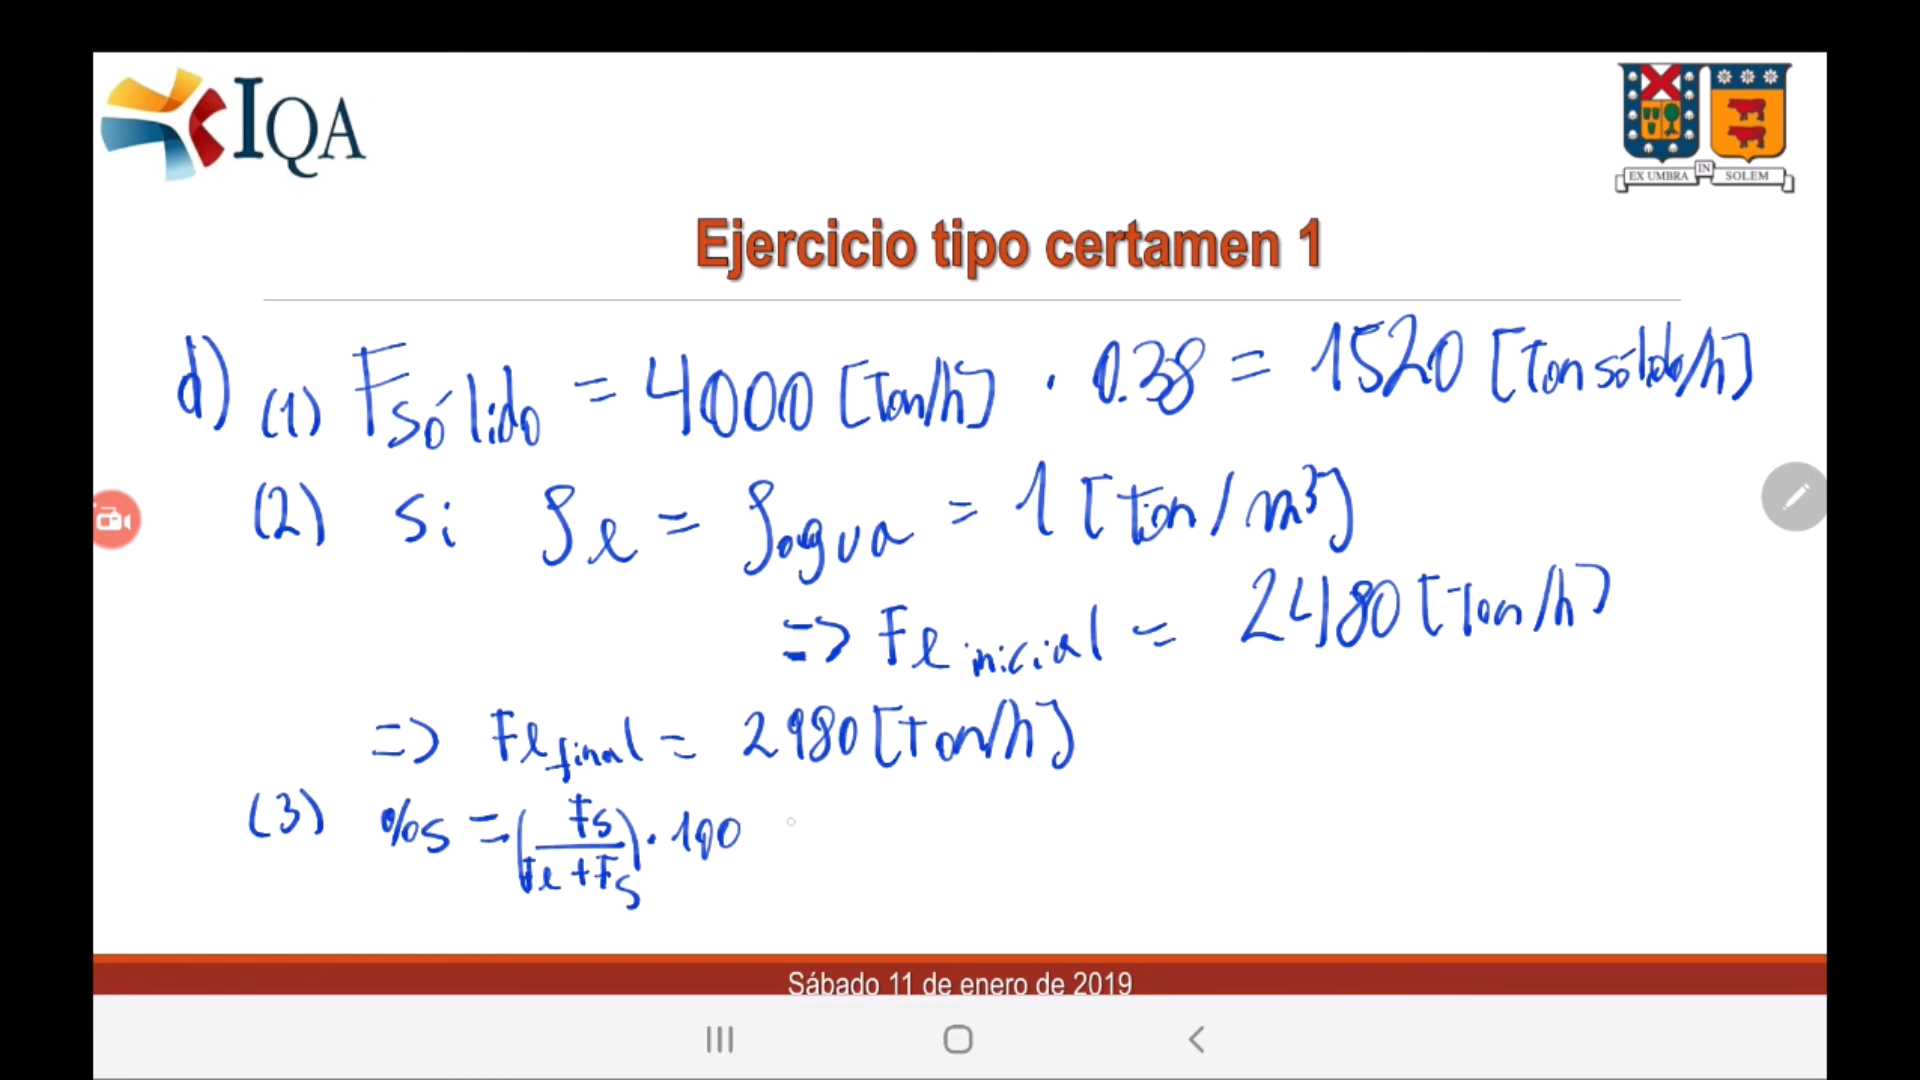 IQA
EX UMBRA IN SOLEM
Ejercicio tipo certamen 1
d) (1) Fsólido = 4000 [Ton/h] · 0.38 = 1520 [Ton sólido/h]
(2) si ρl = ρagua = 1 [ton/m³]
=> Fl inicial = 2480 [Ton/h]
=> Fl final = 2980 [Ton/h]
(3) %s = (Fs / (Fl + Fs)) · 100
Sábado 11 de enero de 2019